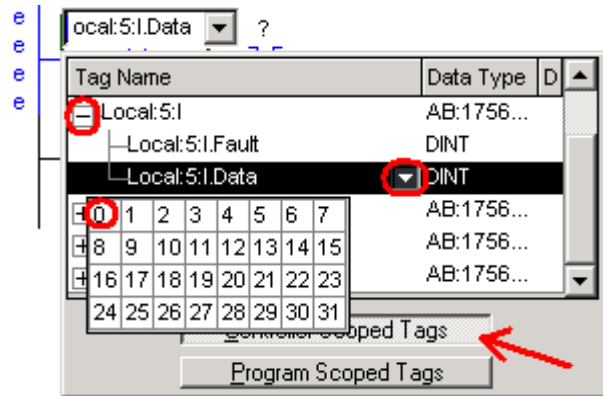 e
e
e
e
ocal:5:I.Data ?
Tag Name Data Type D
Local:5:I AB:1756...
Local:5:I.Fault DINT
Local:5:I.Data DINT
AB:1756...
AB:1756...
AB:1756...
0 1 2 3 4 5 6 7
8 9 10 11 12 13 14 15
16 17 18 19 20 21 22 23
24 25 26 27 28 29 30 31
Scoped Tags
Program Scoped Tags